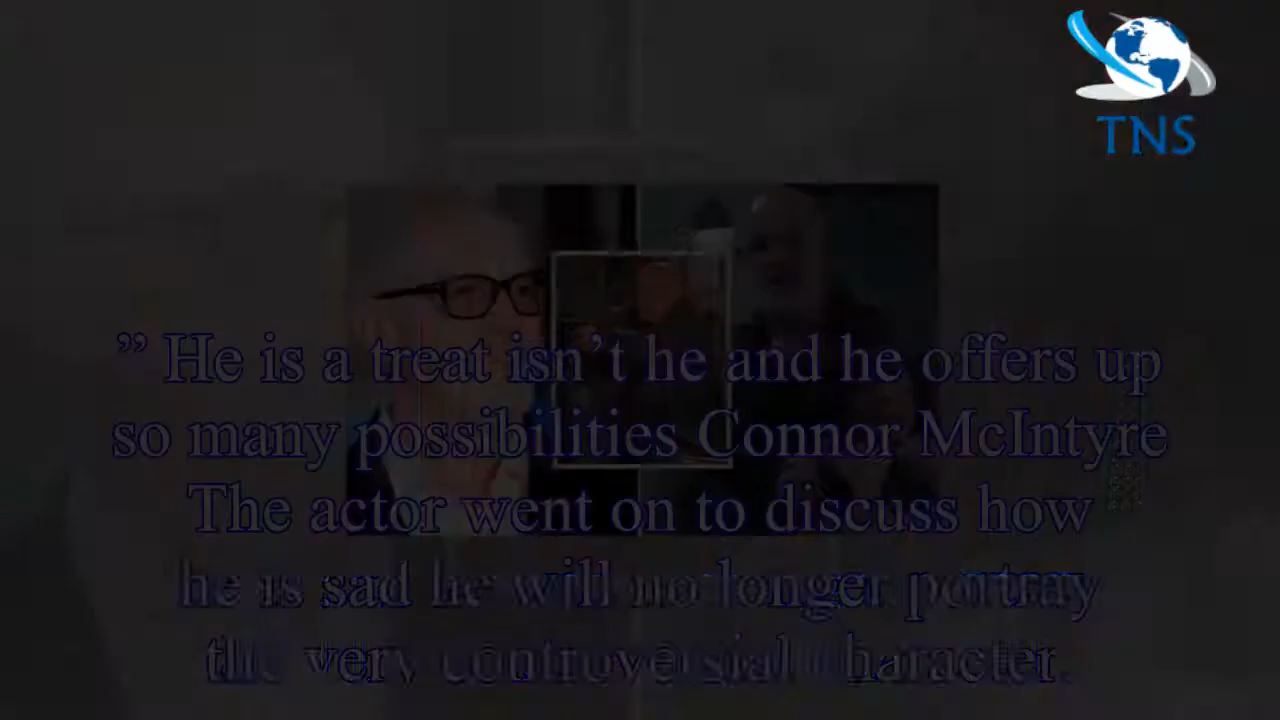 TNS
” He is a treat isn’t he and he offers up
so many possibilities Connor McIntyre
The actor went on to discuss how
he is sad he will no longer portray
the very controversial character.